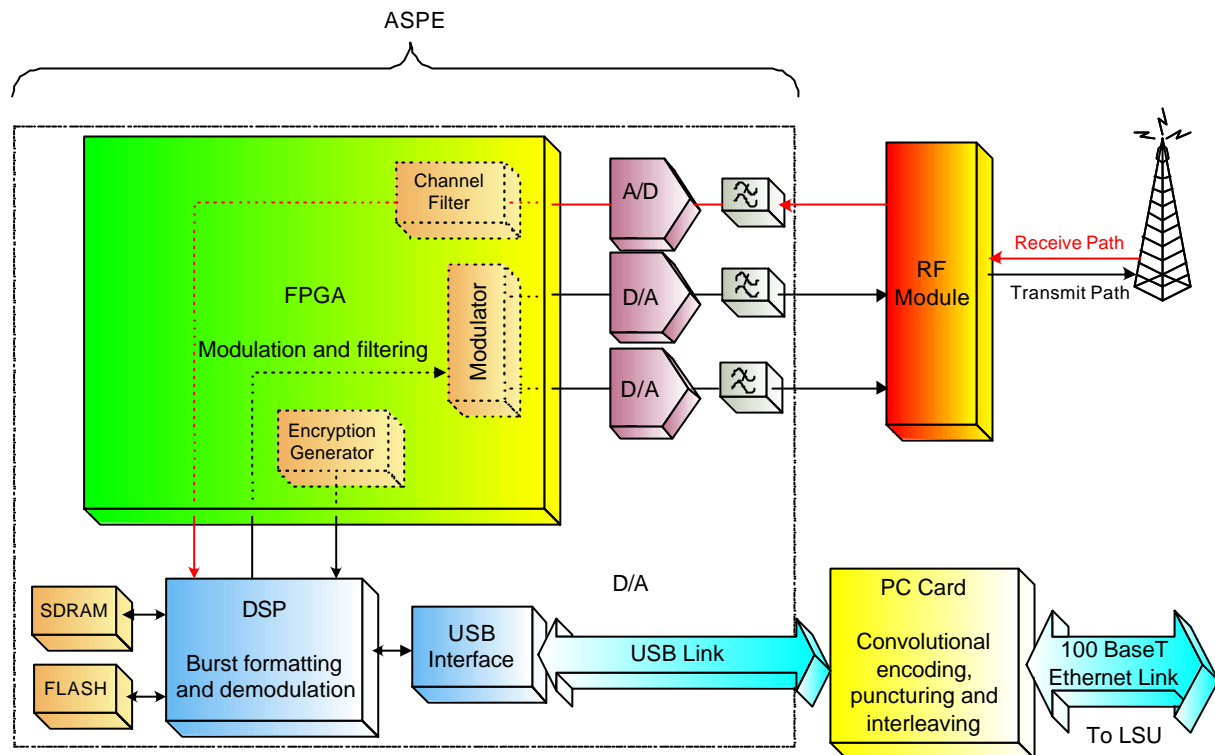 ASPE
Channel
Filter
A/D
FPGA
D/A
RF
Module
Receive Path
Transmit Path
Modulation and filtering
Modulator
D/A
Encryption
Generator
SDRAM
FLASH
DSP
Burst formatting
and demodulation
USB
Interface
D/A
USB Link
PC Card
Convolutional
encoding,
puncturing and
interleaving
100 BaseT
Ethernet Link
To LSU